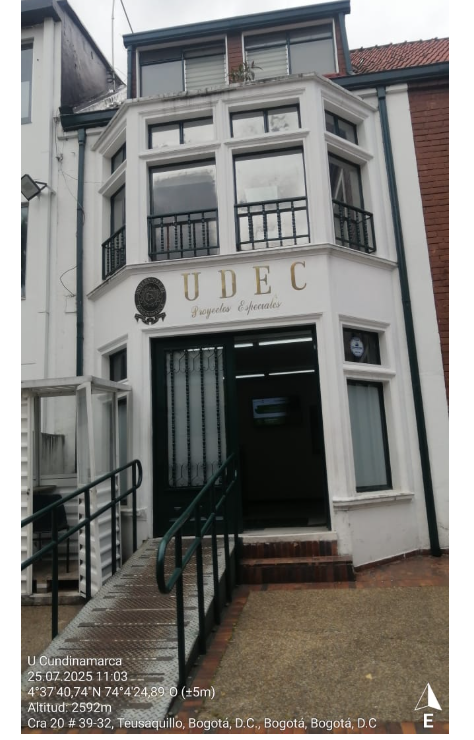 UDEC
Proyectos Especiales
U Cundinamarca
25.07.2025 11:03
4°37'40,74"N 74°4'24,89"O (±5m)
Altitud: 2592m
Cra 20 # 39-32, Teusaquillo, Bogotá, D.C., Bogotá, Bogotá, D.C
E